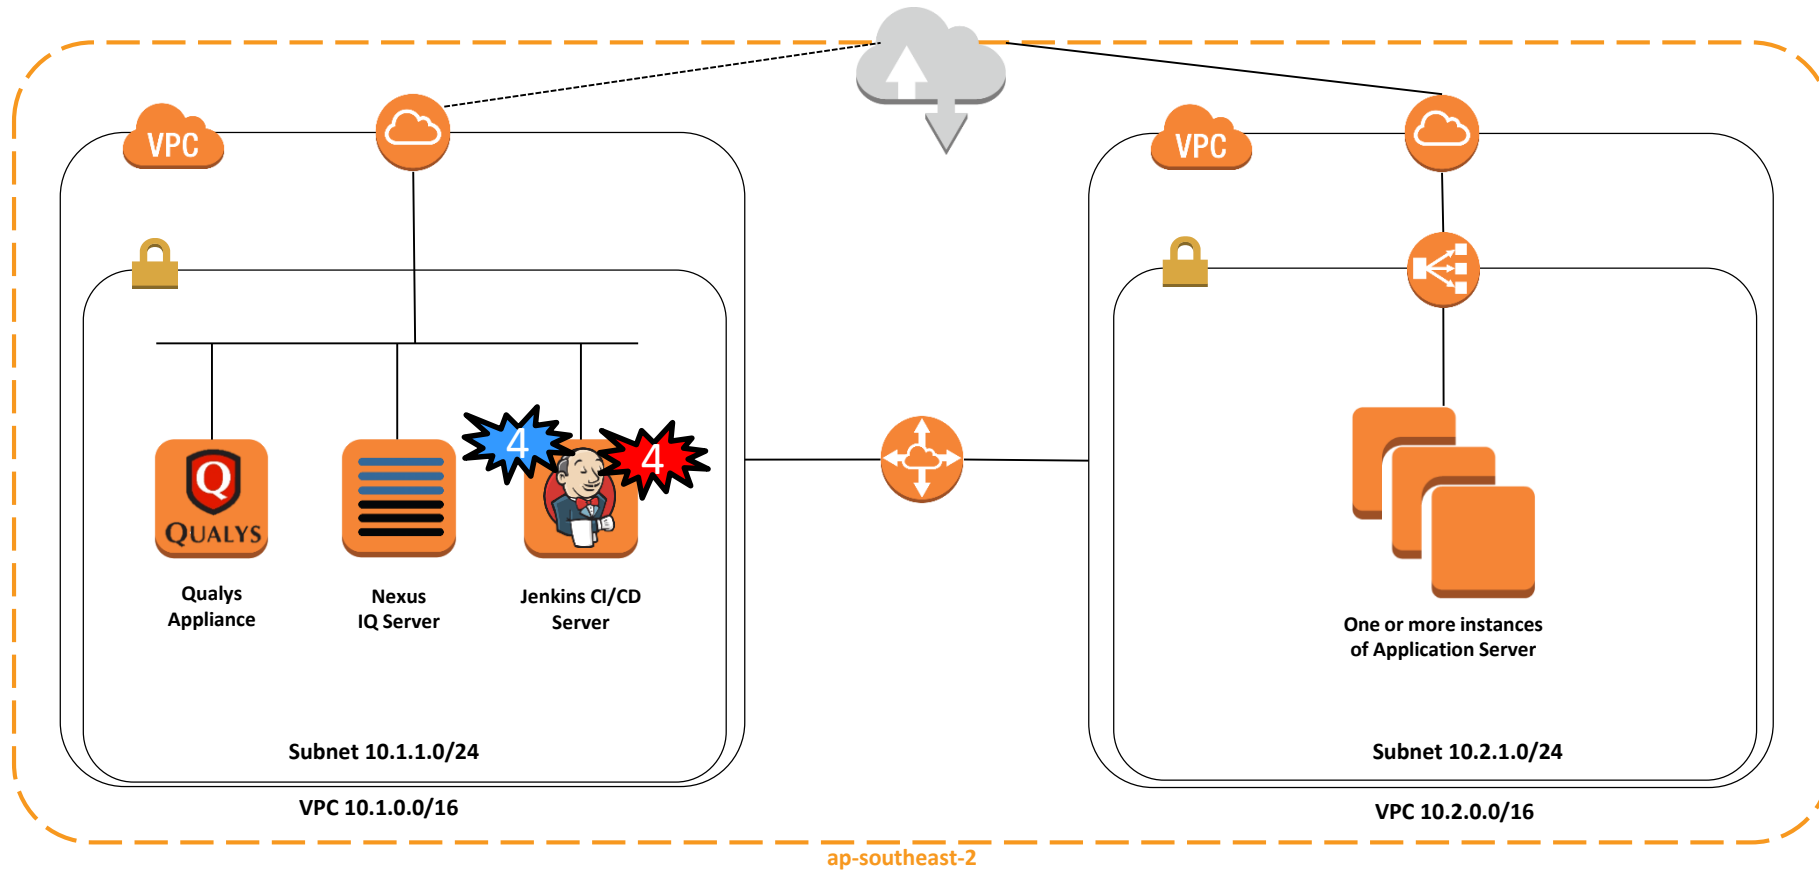 VPC
VPC
4
4
Q
QUALYS
Qualys
Appliance
Nexus
IQ Server
Jenkins CI/CD
Server
One or more instances
of Application Server
Subnet 10.1.1.0/24
Subnet 10.2.1.0/24
VPC 10.1.0.0/16
VPC 10.2.0.0/16
ap-southeast-2